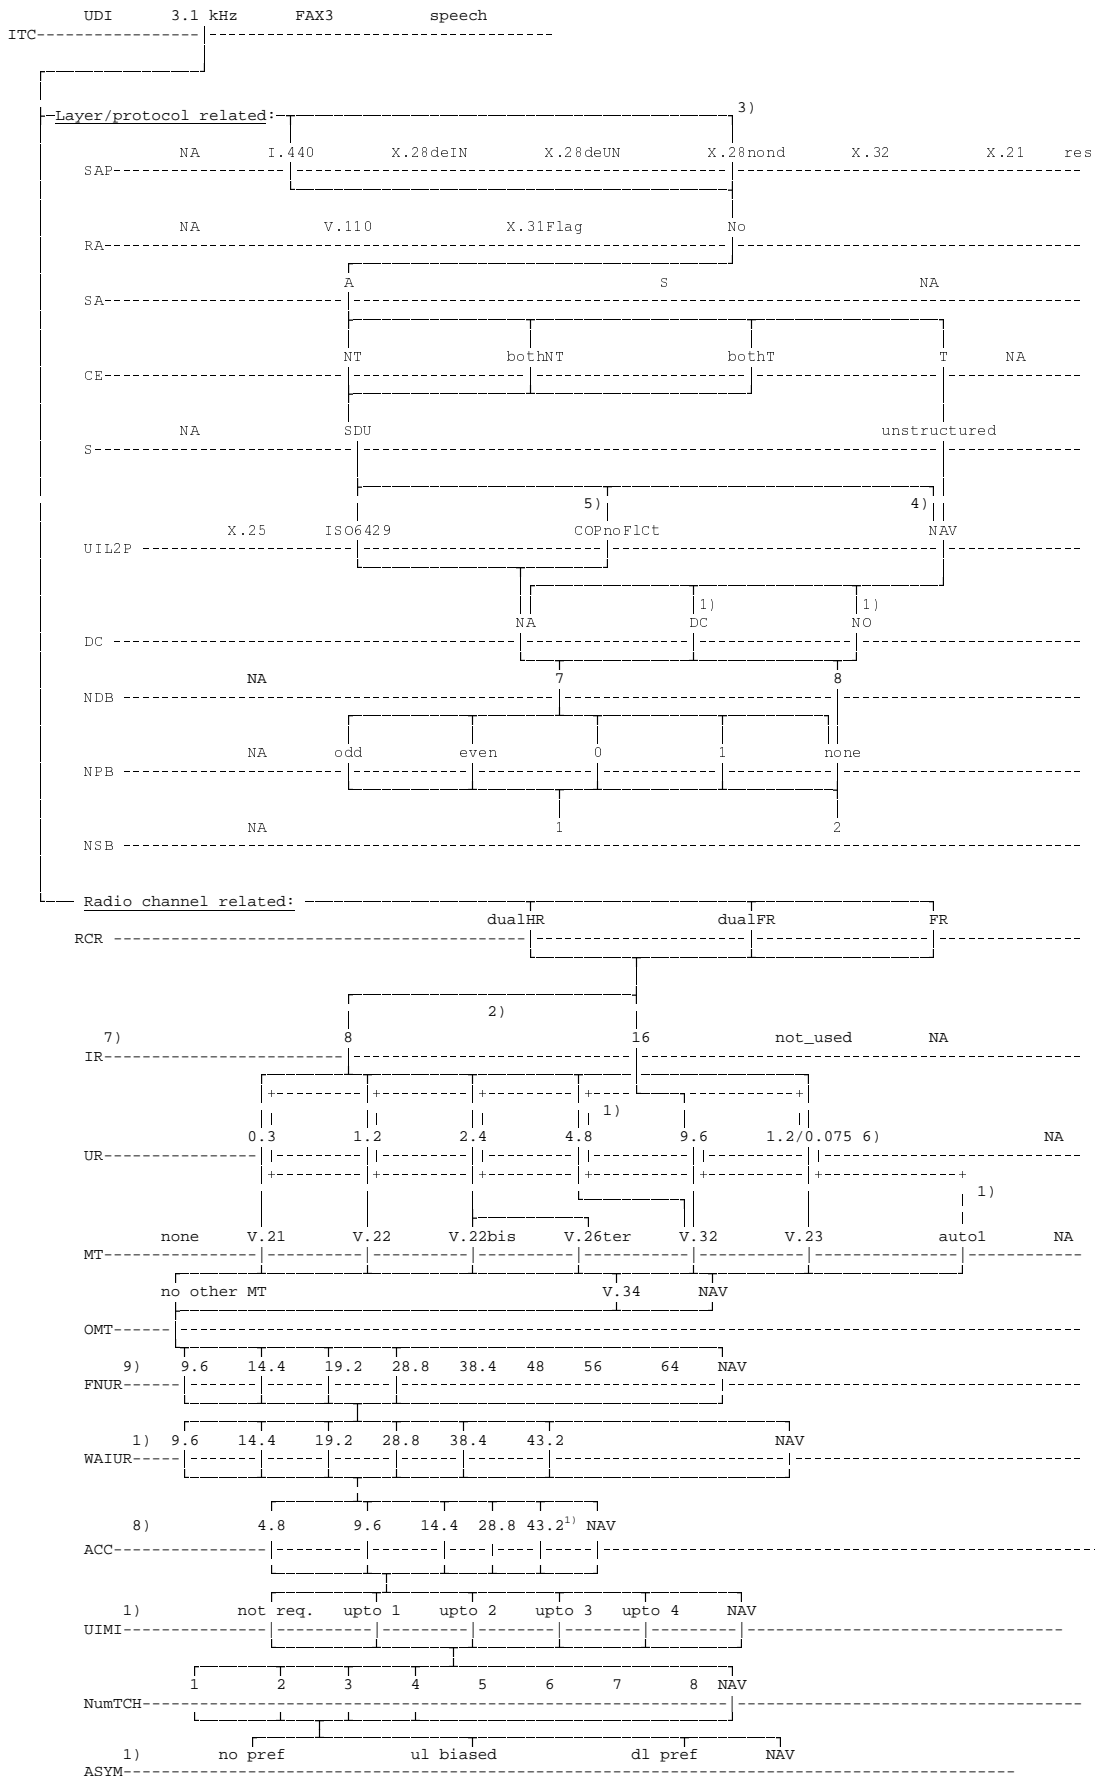 UDI 3.1 kHz FAX3 speech
ITC
Layer/protocol related: 3)
NA I.440 X.28deIN X.28deUN X.28nond X.32 X.21 res
SAP
NA V.110 X.31Flag No
RA
A S NA
SA
NT bothNT bothT T NA
CE
NA SDU unstructured
S
5) 4)
X.25 ISO6429 COPnoFlCt NAV
UIL2P
1) 1)
NA DC NO
DC
NA 7 8
NDB
NA odd even 0 1 none
NPB
NA 1 2
NSB
Radio channel related:
dualHR dualFR FR
RCR
2)
7) 8 16 not_used NA
IR
1)
0.3 1.2 2.4 4.8 9.6 1.2/0.075 6) NA
UR
1)
none V.21 V.22 V.22bis V.26ter V.32 V.23 auto1 NA
MT
no other MT V.34 NAV
OMT
9) 9.6 14.4 19.2 28.8 38.4 48 56 64 NAV
FNUR
1) 9.6 14.4 19.2 28.8 38.4 43.2 NAV
WAIUR
8) 4.8 9.6 14.4 28.8 43.2 1) NAV
ACC
1) not req. upto 1 upto 2 upto 3 upto 4 NAV
UIMI
1 2 3 4 5 6 7 8 NAV
NumTCH
1) no pref ul biased dl pref NAV
ASYM